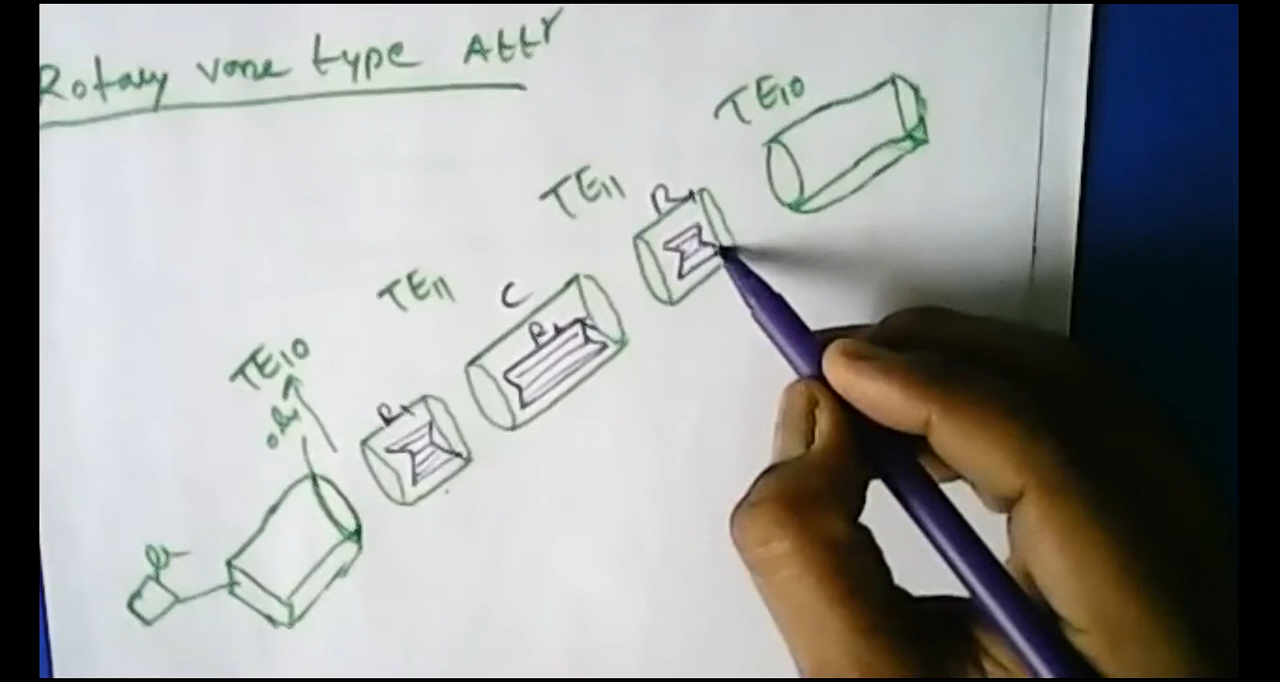 Rotary vane type Attr
TE10
TE11
R
TE11
C
R
TE10
R